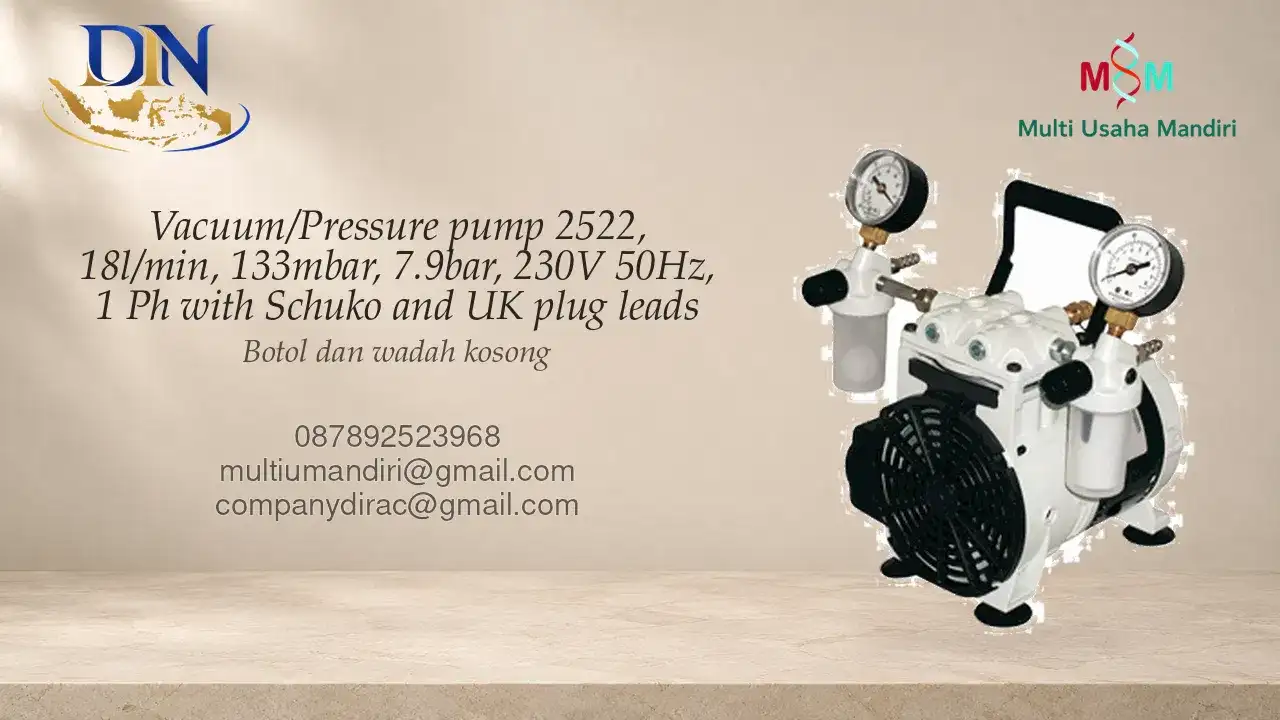 DN
M M
Multi Usaha Mandiri
Vacuum/Pressure pump 2522,
18l/min, 133mbar, 7.9bar, 230V 50Hz,
1 Ph with Schuko and UK plug leads
Botol dan wadah kosong
087892523968
multiumandiri@gmail.com
companydirac@gmail.com